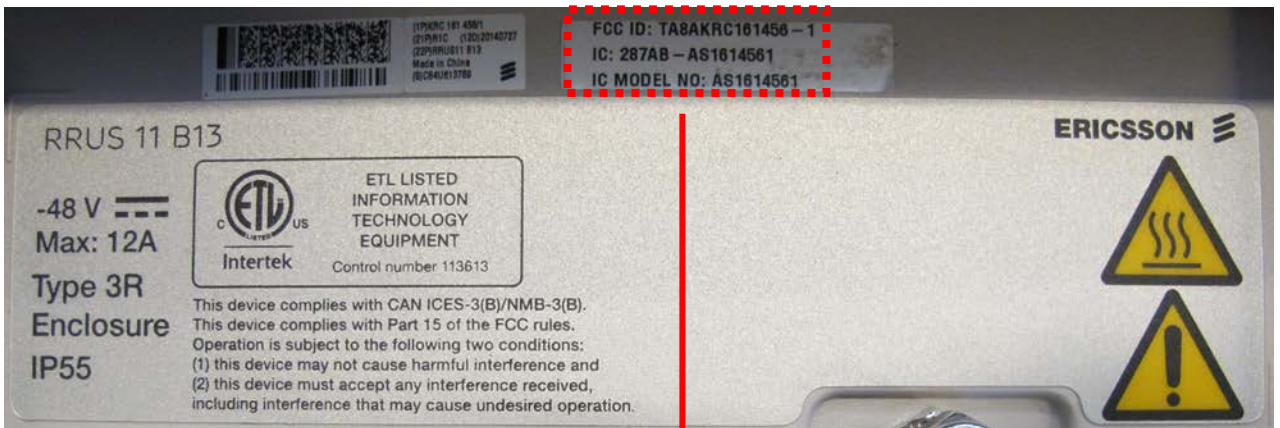 (1P)KRC 161 456/1
(21P)R1C (12D)20140727
(22P)RRUS11 B13
Made in China
(S)CB4U613769
FCC ID: TA8AKRC161456-1
IC: 287AB-AS1614561
IC MODEL NO: AS1614561
RRUS 11 B13
ERICSSON
-48 V
Max: 12A
Type 3R
Enclosure
IP55
C ETL US
LISTED
Intertek
ETL LISTED
INFORMATION
TECHNOLOGY
EQUIPMENT
Control number 113613
This device complies with CAN ICES-3(B)/NMB-3(B).
This device complies with Part 15 of the FCC rules.
Operation is subject to the following two conditions:
(1) this device may not cause harmful interference and
(2) this device must accept any interference received,
including interference that may cause undesired operation.